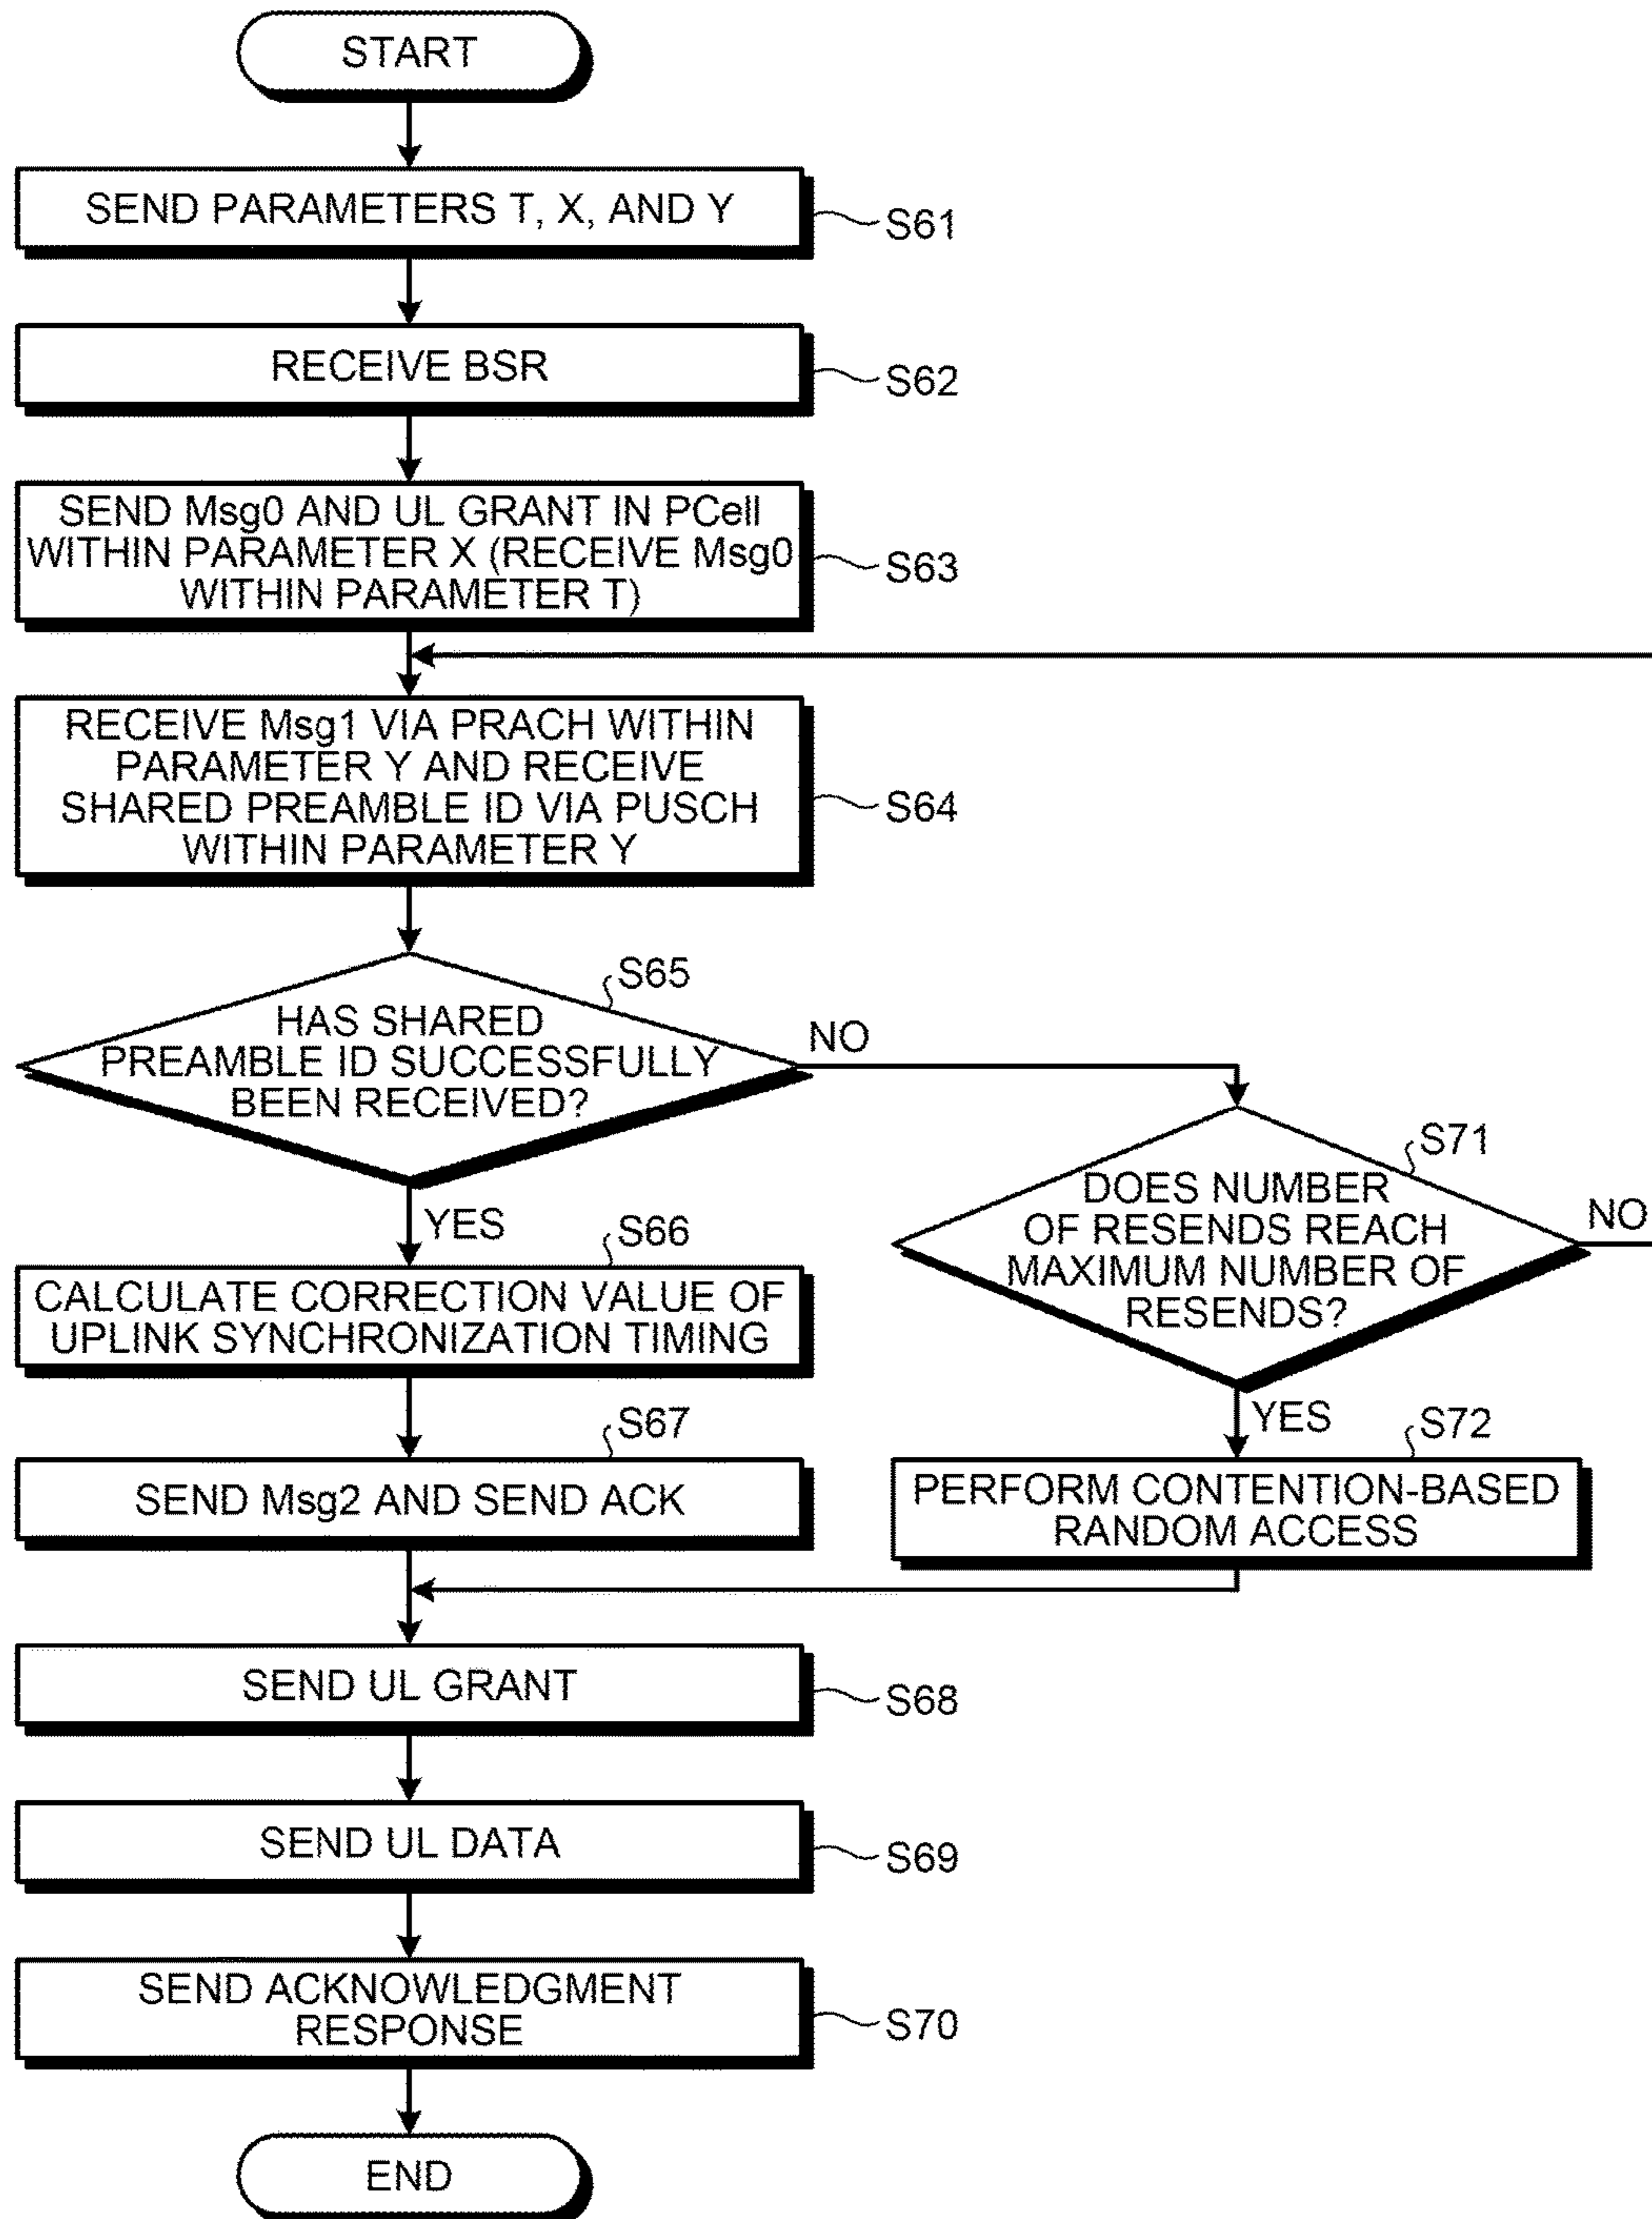 START
SEND PARAMETERS T, X, AND Y
S61
RECEIVE BSR
S62
SEND Msg0 AND UL GRANT IN PCell
WITHIN PARAMETER X (RECEIVE Msg0
WITHIN PARAMETER T)
S63
RECEIVE Msg1 VIA PRACH WITHIN
PARAMETER Y AND RECEIVE
SHARED PREAMBLE ID VIA PUSCH
WITHIN PARAMETER Y
S64
S65
HAS SHARED
PREAMBLE ID SUCCESSFULLY
BEEN RECEIVED?
NO
YES
S71
DOES NUMBER
OF RESENDS REACH
MAXIMUM NUMBER OF
RESENDS?
NO
YES
S66
CALCULATE CORRECTION VALUE OF
UPLINK SYNCHRONIZATION TIMING
S67
SEND Msg2 AND SEND ACK
S72
PERFORM CONTENTION-BASED
RANDOM ACCESS
SEND UL GRANT
S68
SEND UL DATA
S69
SEND ACKNOWLEDGMENT
RESPONSE
S70
END